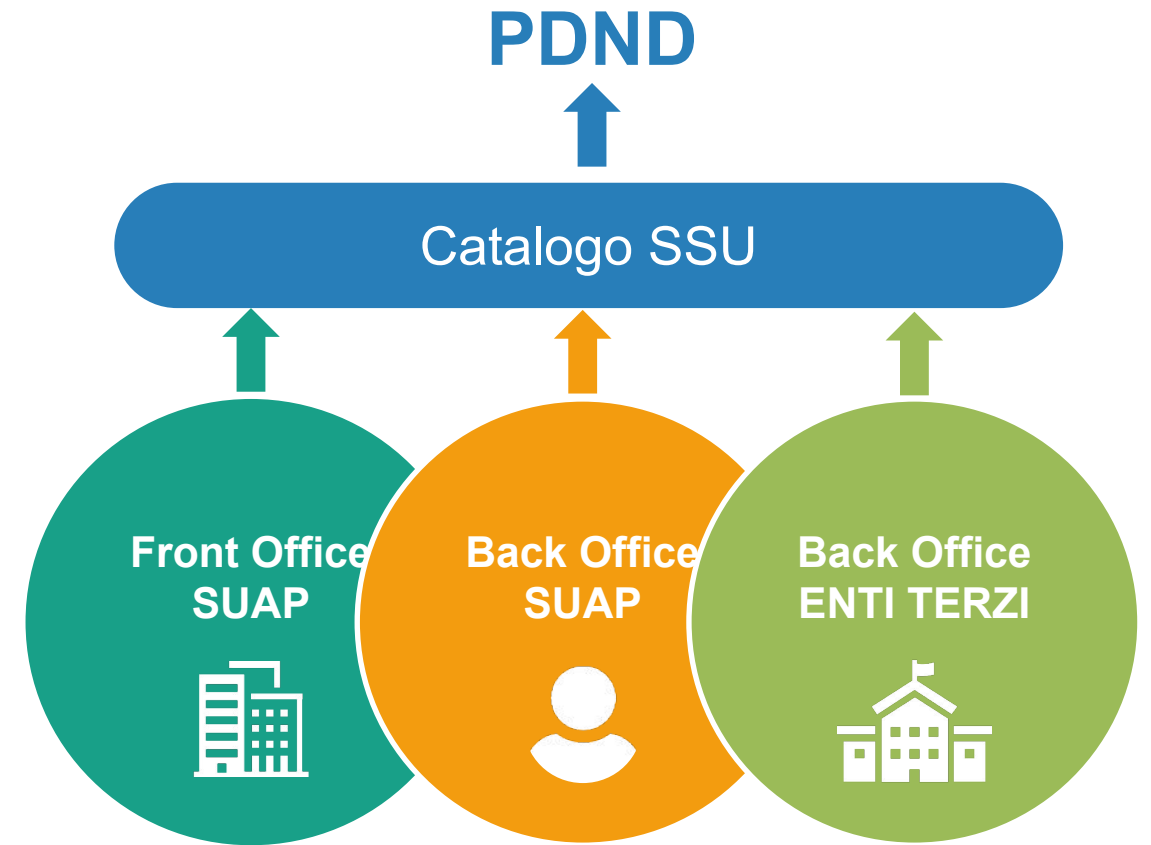 PDND
Catalogo SSU
Front Office
SUAP
Back Office
SUAP
Back Office
ENTI TERZI